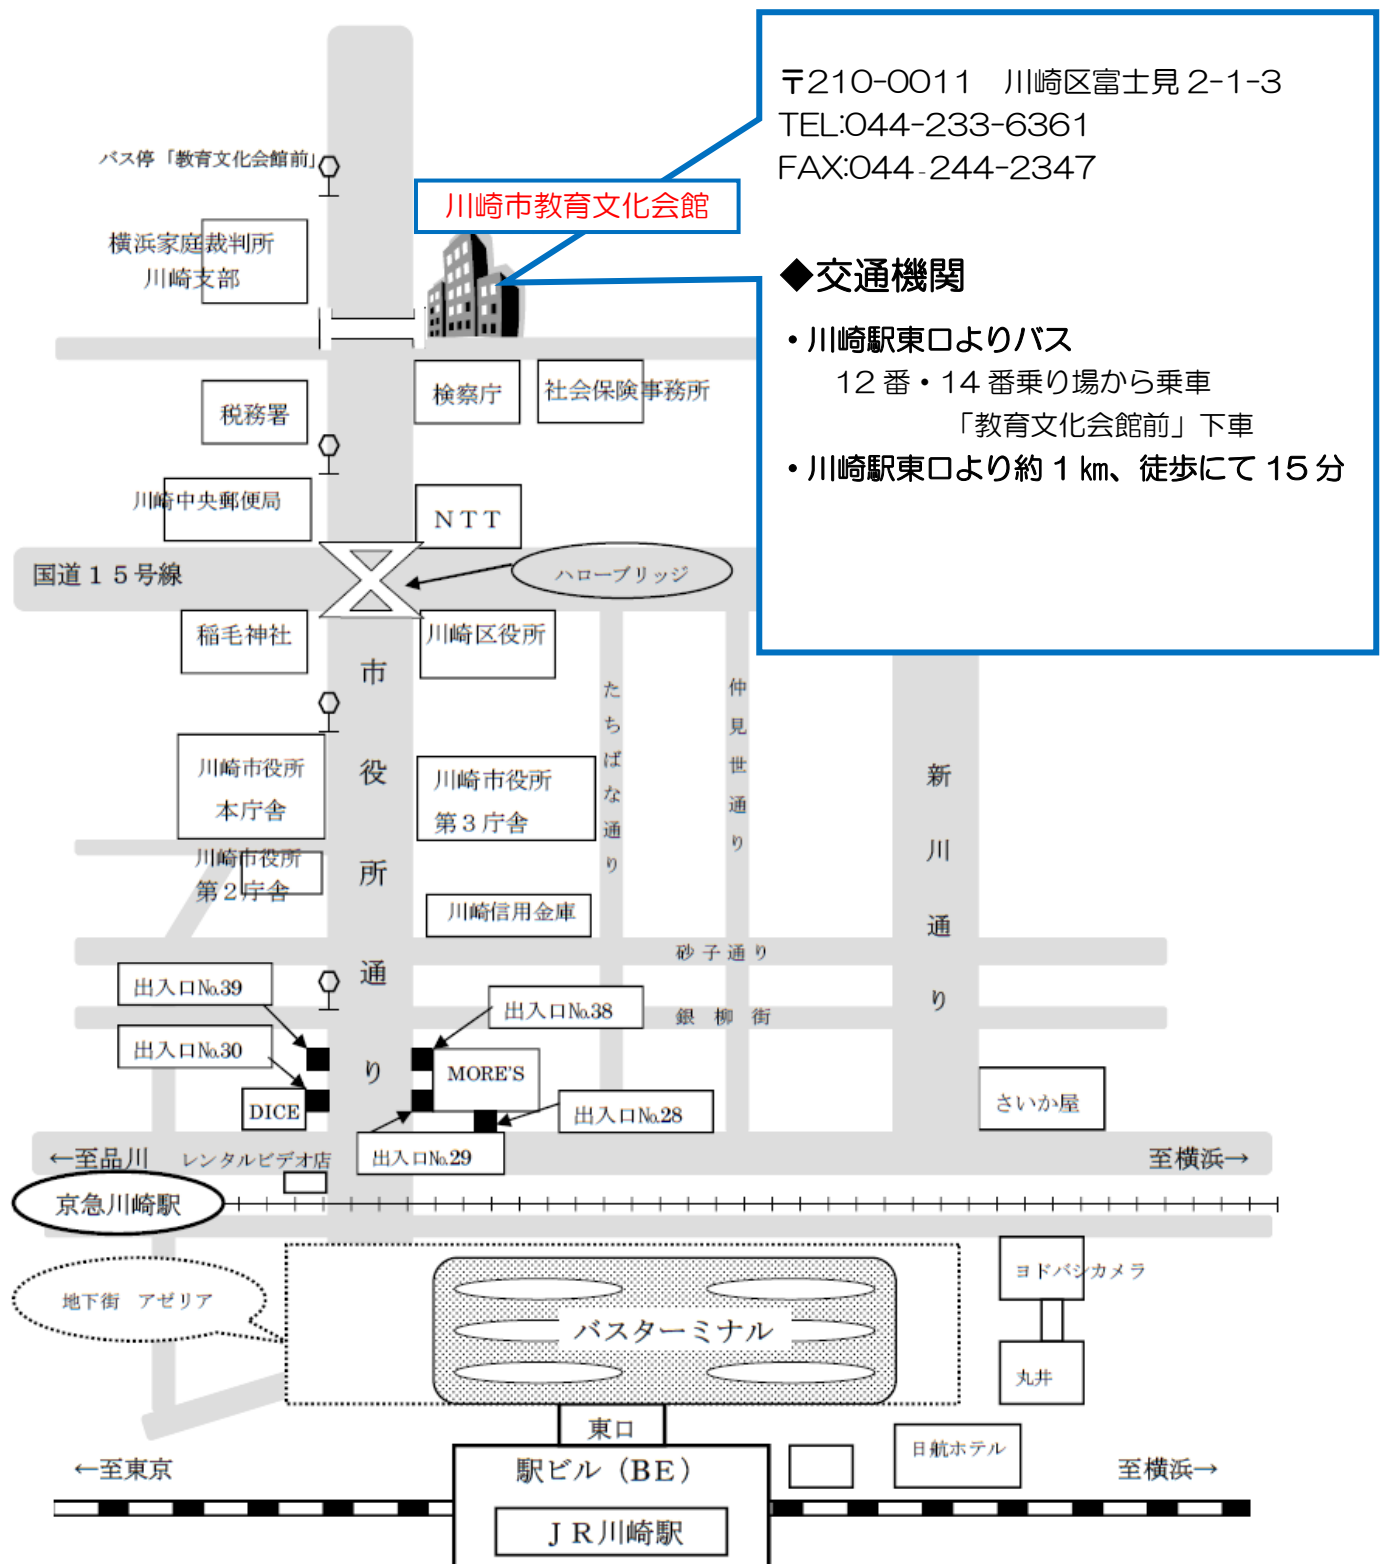 〒210-0011　川崎区富士見 2-1-3
TEL:044-233-6361
FAX:044-244-2347
バス停「教育文化会館前」
川崎市教育文化会館
横浜家庭裁判所
川崎支部
◆交通機関
・川崎駅東口よりバス
12 番・14 番乗り場から乗車
「教育文化会館前」下車
・川崎駅東口より約 1 ㎞、徒歩にて 15 分
税務署
検察庁
社会保険事務所
川崎中央郵便局
ＮＴＴ
国道１５号線
ハローブリッジ
稲毛神社
川崎区役所
市役所通り
たちばな通り
仲見世通り
新川通り
川崎市役所
本庁舎
川崎市役所
第３庁舎
川崎市役所
第２庁舎
川崎信用金庫
砂子通り
出入口№39
出入口№38
銀柳街
出入口№30
MORE'S
DICE
出入口№28
さいか屋
出入口№29
←至品川
レンタルビデオ店
至横浜→
京急川崎駅
地下街　アゼリア
バスターミナル
ヨドバシカメラ
丸井
東口
日航ホテル
←至東京
駅ビル（BE）
至横浜→
ＪＲ川崎駅